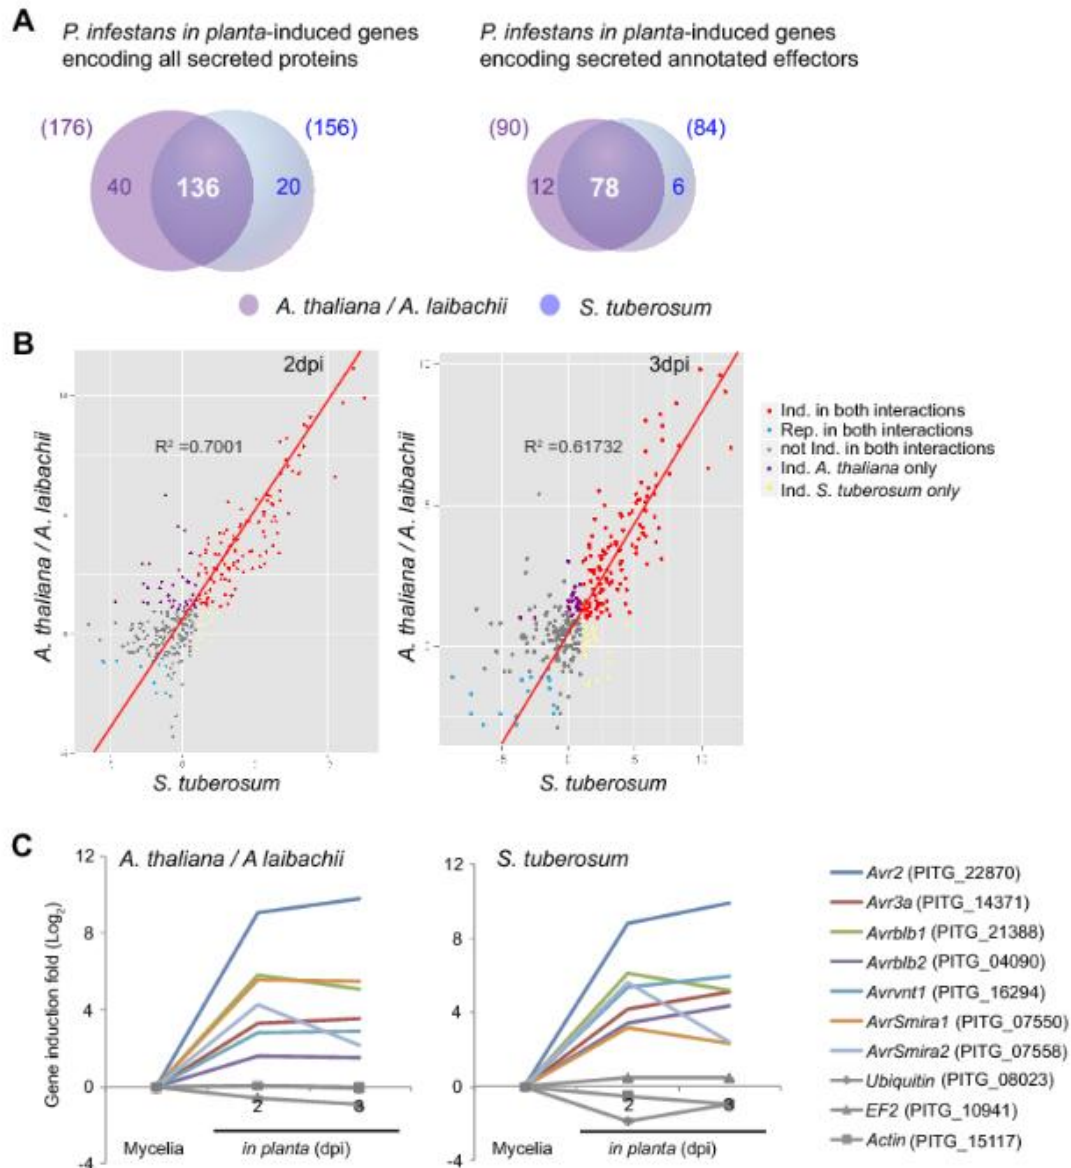 A
P. infestans in planta-induced genes
encoding all secreted proteins
P. infestans in planta-induced genes
encoding secreted annotated effectors
(176)
(156)
40
136
20
(90)
(84)
12
78
6
A. thaliana / A. laibachii
S. tuberosum
B
2dpi
R² =0.7001
A. thaliana / A. laibachii
S. tuberosum
3dpi
R² =0.61732
A. thaliana / A. laibachii
-5
0
5
10
S. tuberosum
Ind. in both interactions
Rep. in both interactions
not Ind. in both interactions
Ind. A. thaliana only
Ind. S. tuberosum only
C
A. thaliana / A laibachii
Gene induction fold (Log2)
12
8
4
0
-4
2
3
Mycelia
in planta (dpi)
S. tuberosum
12
8
4
0
-4
2
3
Mycelia
in planta (dpi)
Avr2 (PITG_22870)
Avr3a (PITG_14371)
Avrblb1 (PITG_21388)
Avrblb2 (PITG_04090)
Avrvnt1 (PITG_16294)
AvrSmira1 (PITG_07550)
AvrSmira2 (PITG_07558)
Ubiquitin (PITG_08023)
EF2 (PITG_10941)
Actin (PITG_15117)